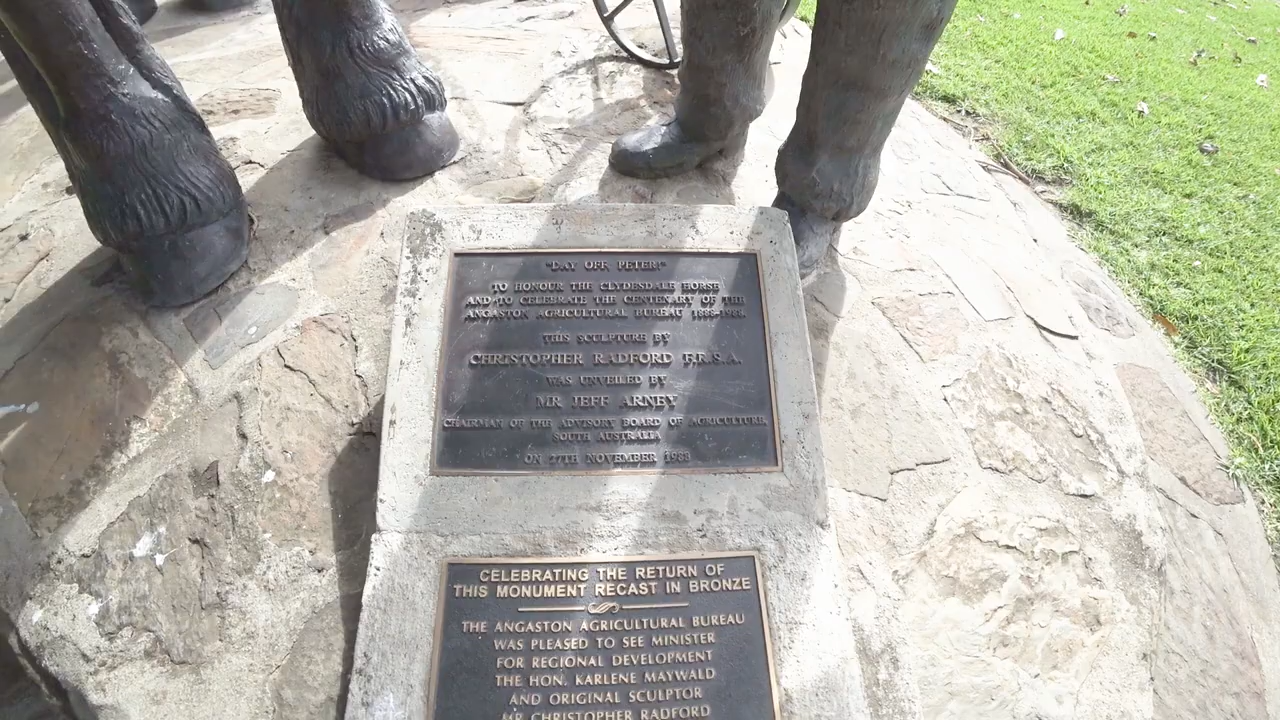 "DAY OFF, PETER!"
TO HONOUR THE CLYDESDALE HORSE
AND TO CELEBRATE THE CENTENARY OF THE
ANGASTON AGRICULTURAL BUREAU 1888-1988.
THIS SCULPTURE BY
CHRISTOPHER RADFORD F.R.S.A.
WAS UNVEILED BY
MR JEFF ARNEY
CHAIRMAN OF THE ADVISORY BOARD OF AGRICULTURE,
SOUTH AUSTRALIA
ON 27TH NOVEMBER 1988
CELEBRATING THE RETURN OF
THIS MONUMENT RECAST IN BRONZE
THE ANGASTON AGRICULTURAL BUREAU
WAS PLEASED TO SEE MINISTER
FOR REGIONAL DEVELOPMENT
THE HON. KARLENE MAYWALD
AND ORIGINAL SCULPTOR
MR CHRISTOPHER RADFORD